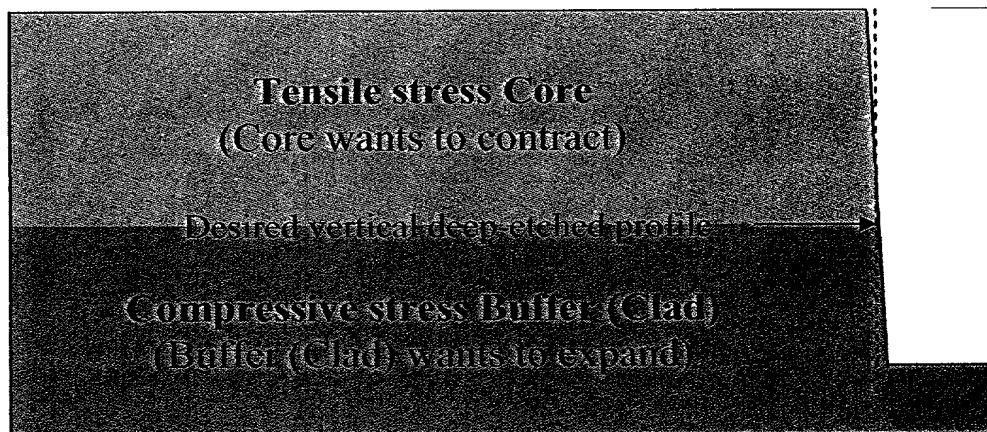 Tensile stress Core
(Core wants to contract)
Desired vertical deep-etched profile
Compressive stress Buffer (Clad)
(Buffer (Clad) wants to expand)